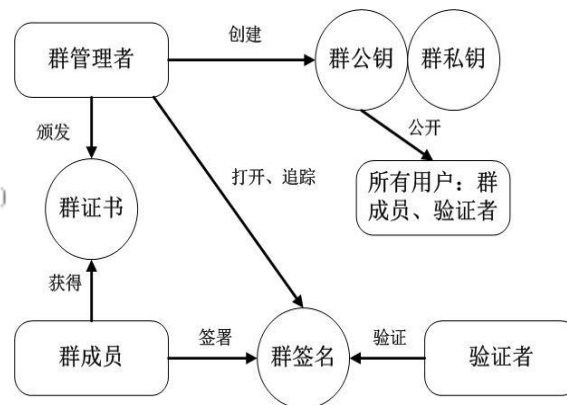 群管理者
创建
群公钥
群私钥
颁发
公开
打开、追踪
所有用户：群
成员、验证者
群证书
获得
群成员
签署
群签名
验证
验证者